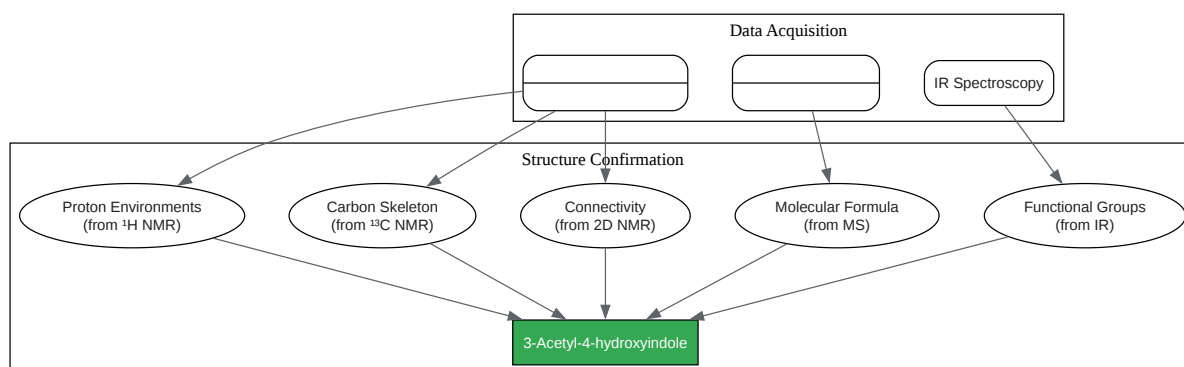 Data Acquisition
IR Spectroscopy
Structure Confirmation
Proton Environments
(from ¹H NMR)
Carbon Skeleton
(from ¹³C NMR)
Connectivity
(from 2D NMR)
Molecular Formula
(from MS)
Functional Groups
(from IR)
3-Acetyl-4-hydroxyindole